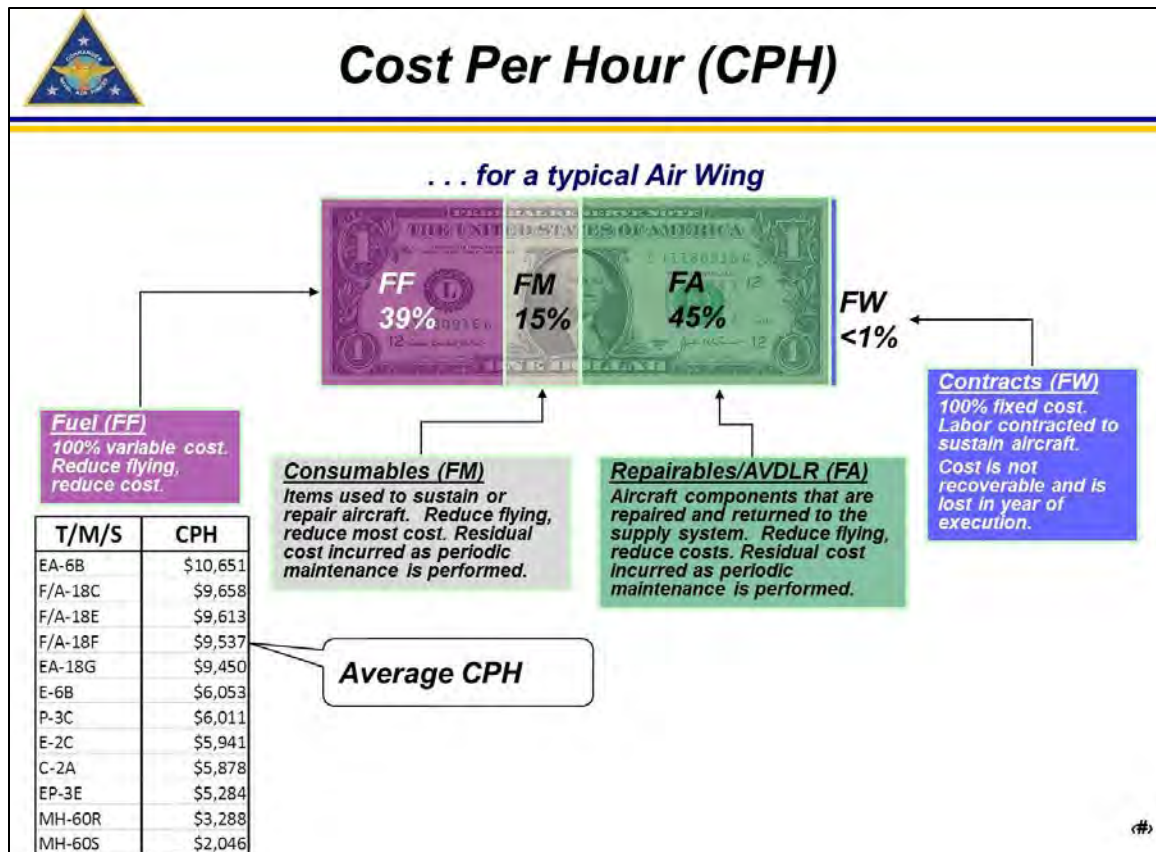 Cost Per Hour (CPH)
. . . for a typical Air Wing
THE UNITED STATES OF AMERICA
FF
39%
FM
15%
FA
45%
FW
<1%
Fuel (FF)
100% variable cost.
Reduce flying,
reduce cost.
Consumables (FM)
Items used to sustain or
repair aircraft. Reduce flying,
reduce most cost. Residual
cost incurred as periodic
maintenance is performed.
Repairables/AVDLR (FA)
Aircraft components that are
repaired and returned to the
supply system. Reduce flying,
reduce costs. Residual cost
incurred as periodic
maintenance is performed.
Contracts (FW)
100% fixed cost.
Labor contracted to
sustain aircraft.
Cost is not
recoverable and is
lost in year of
execution.
T/M/S CPH
EA-6B $10,651
F/A-18C $9,658
F/A-18E $9,613
F/A-18F $9,537
EA-18G $9,450
E-6B $6,053
P-3C $6,011
E-2C $5,941
C-2A $5,878
EP-3E $5,284
MH-60R $3,288
MH-60S $2,046
Average CPH
‹#›